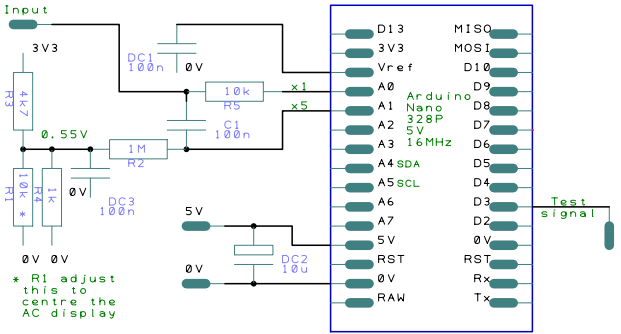 Input
3V3
R3
4k7
0.55V
R1
10k *
R4
1k
0V
0V
* R1 adjust
this to
centre the
AC display
0V
DC3
100n
1M
R2
DC1
100n
0V
10k
R5
C1
100n
x1
x5
5V
0V
DC2
10u
D13
3V3
Vref
A0
A1
A2
A3
A4 SDA
A5 SCL
A6
A7
5V
RST
0V
RAW
Arduino
Nano
328P
5V
16MHz
MISO
MOSI
D10
D9
D8
D7
D6
D5
D4
D3
D2
0V
RST
Rx
Tx
Test
signal